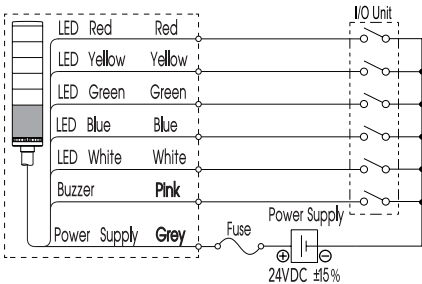 I/O Unit
LED Red Red
LED Yellow Yellow
LED Green Green
LED Blue Blue
LED White White
Buzzer Pink
Power Supply Grey
Fuse
Power Supply
⊕ ⊖
24VDC ±15%